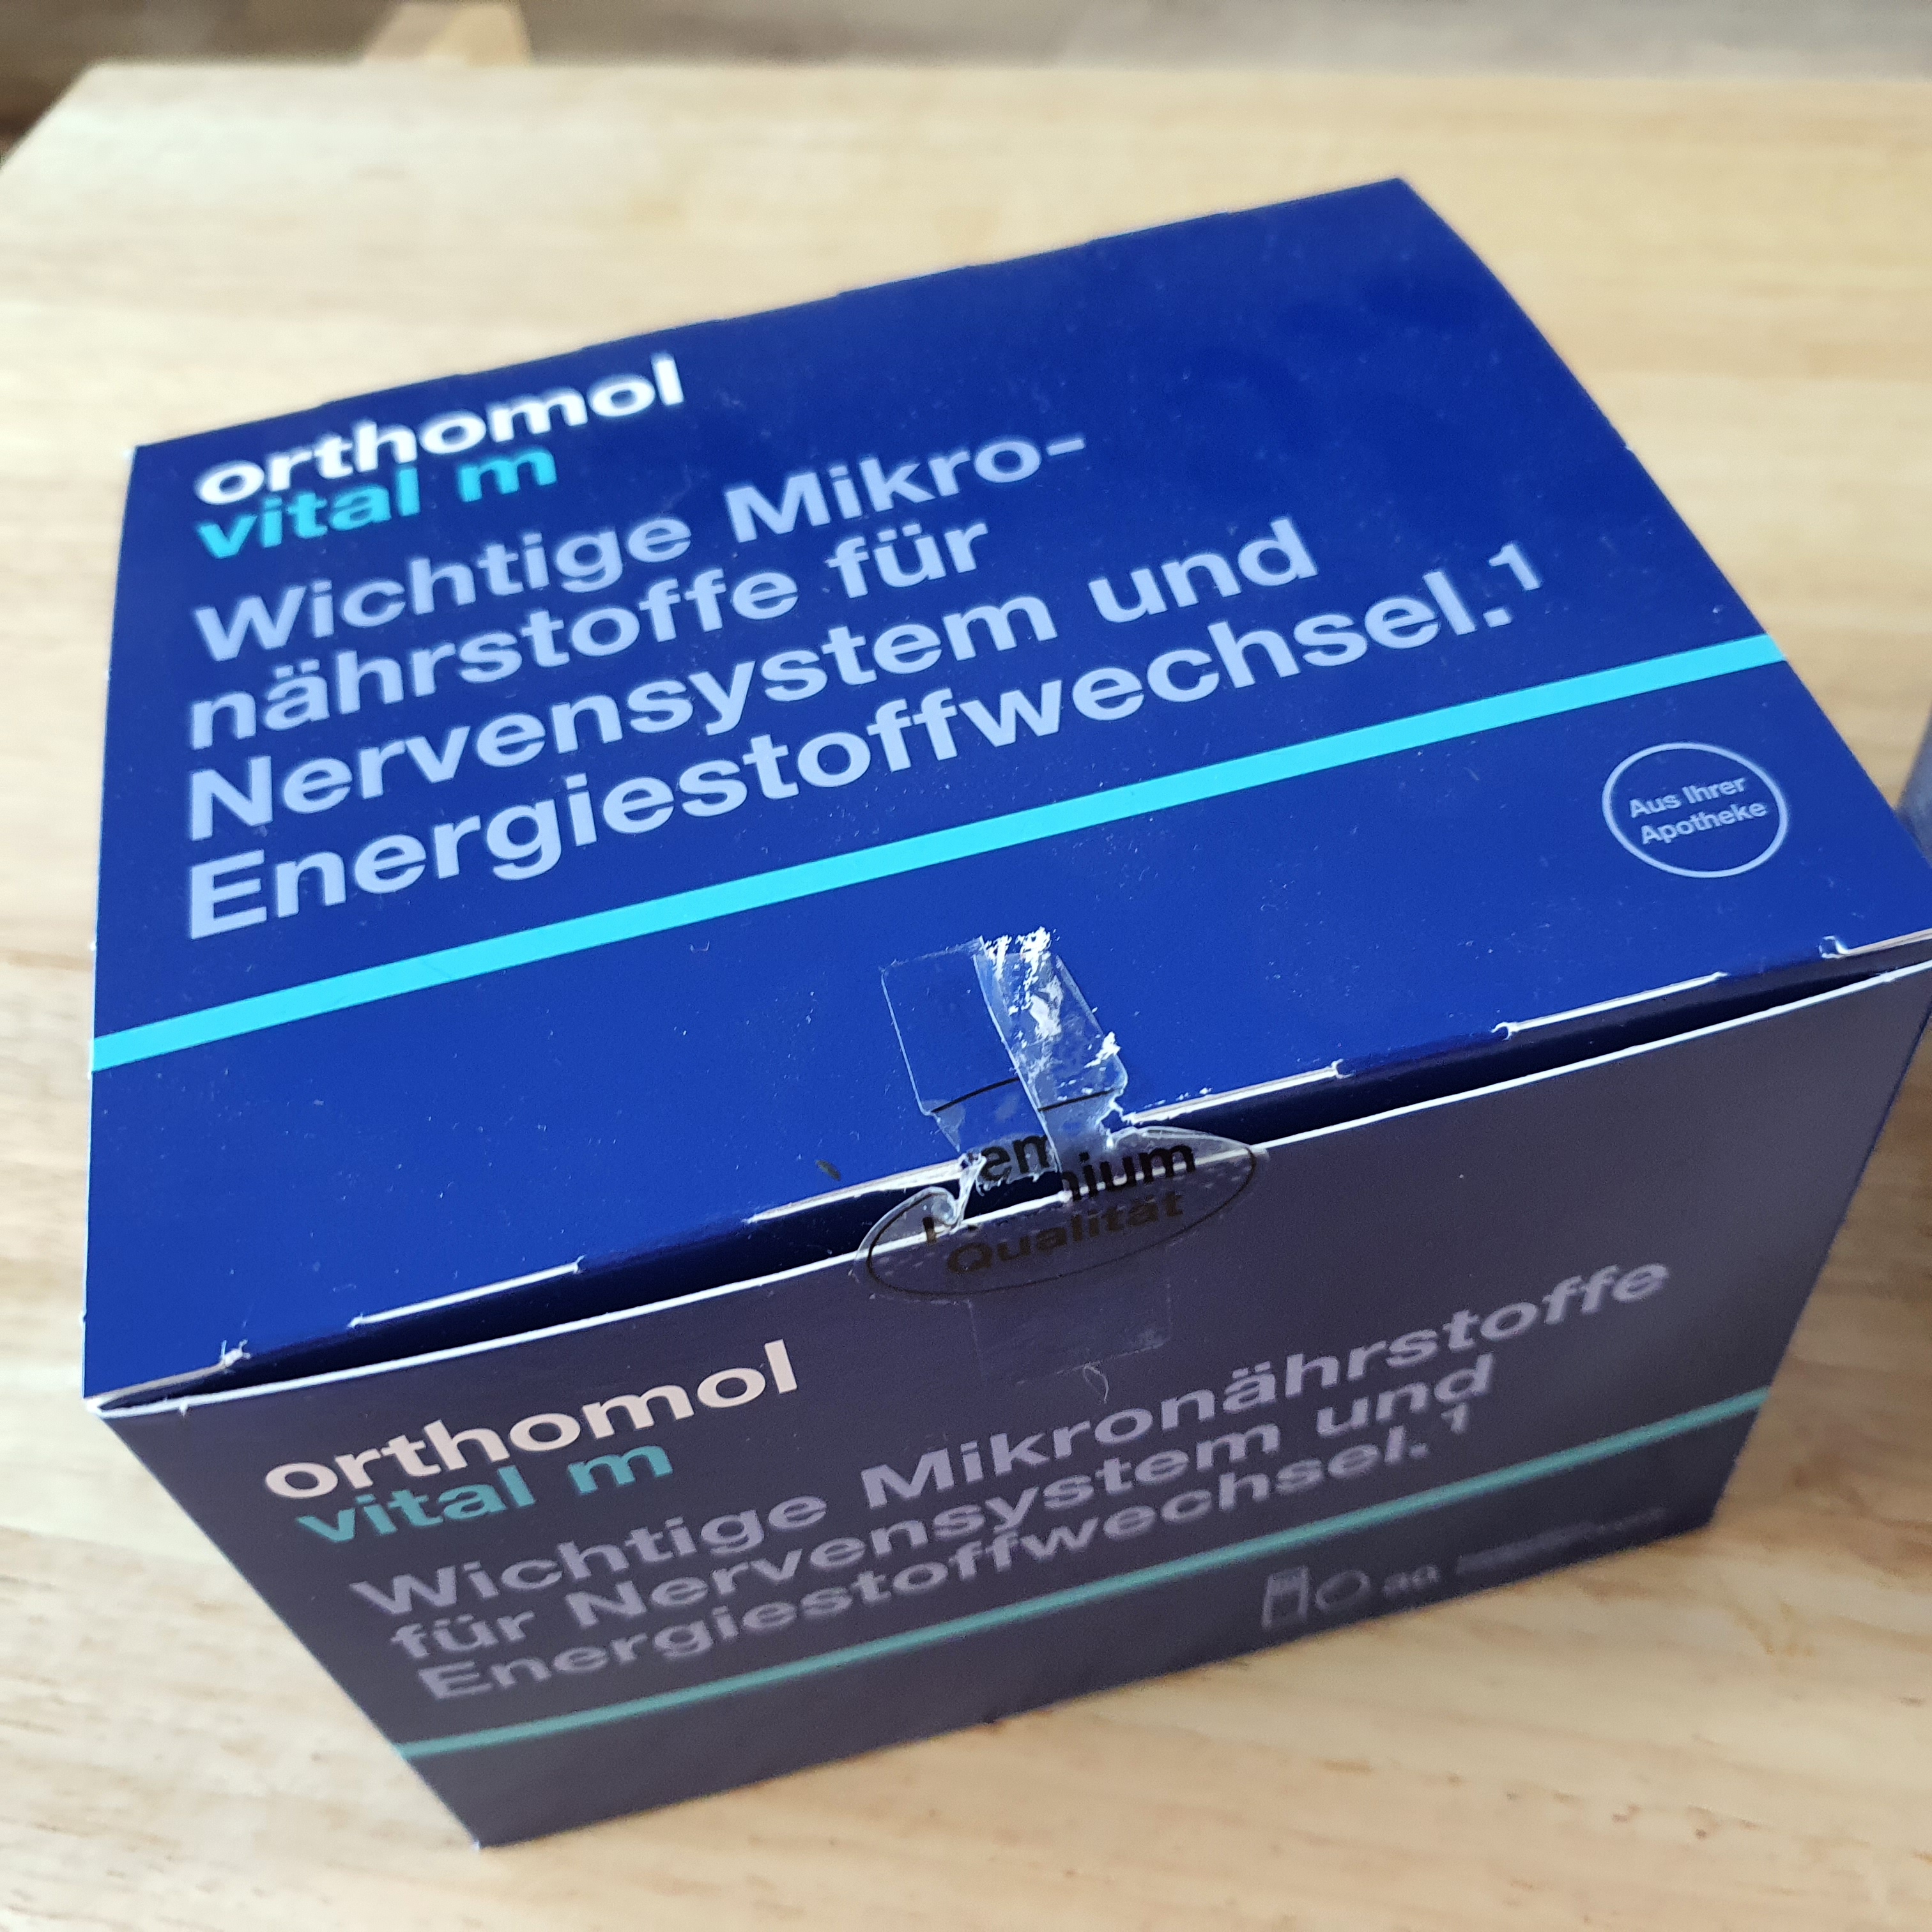 orthomol
vital m
Wichtige Mikro-
nährstoffe für
Nervensystem und
Energiestoffwechsel.¹
Aus Ihrer
Apotheke
Qualität
orthomol
vital m
Wichtige Mikronährstoffe
für Nervensystem und
Energiestoffwechsel.¹
30